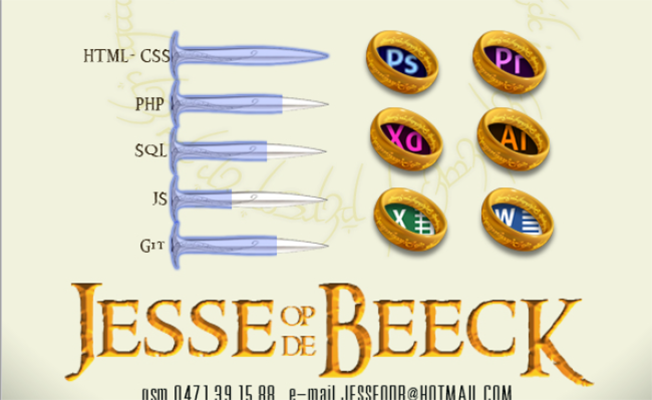 HTML - CSS
PHP
SQL
JS
GIT
Ps
Pr
Xd
Ai
X
W
JESSE OP DE BEECK
gsm 0471 39 15 88 e-mail JESSEODB@HOTMAIL.COM